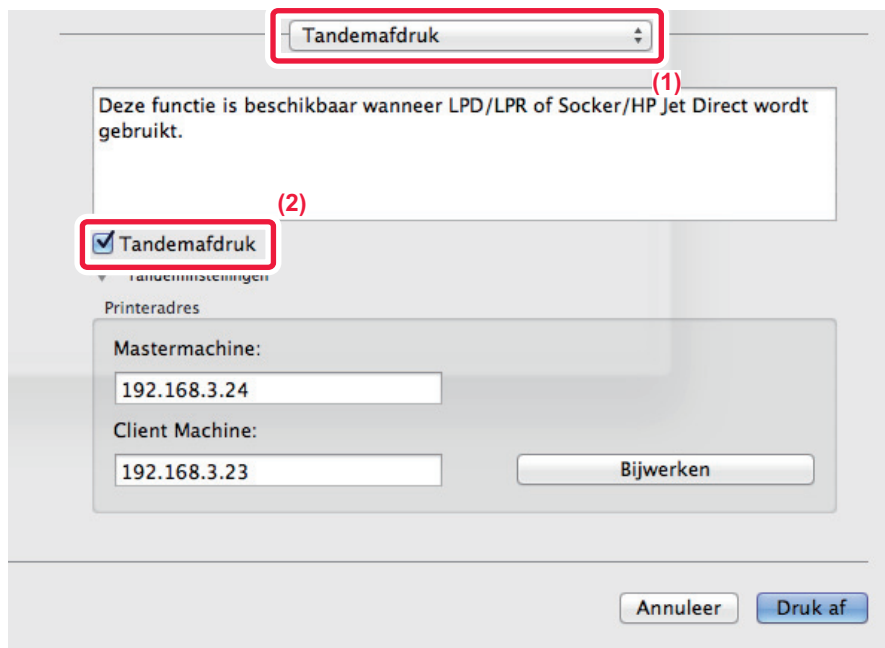 Tandemafdruk
(1)
Deze functie is beschikbaar wanneer LPD/LPR of Socker/HP Jet Direct wordt
gebruikt.
(2)
Tandemafdruk
Tandeminstellingen
Printeradres
Mastermachine:
192.168.3.24
Client Machine:
192.168.3.23
Bijwerken
Annuleer
Druk af